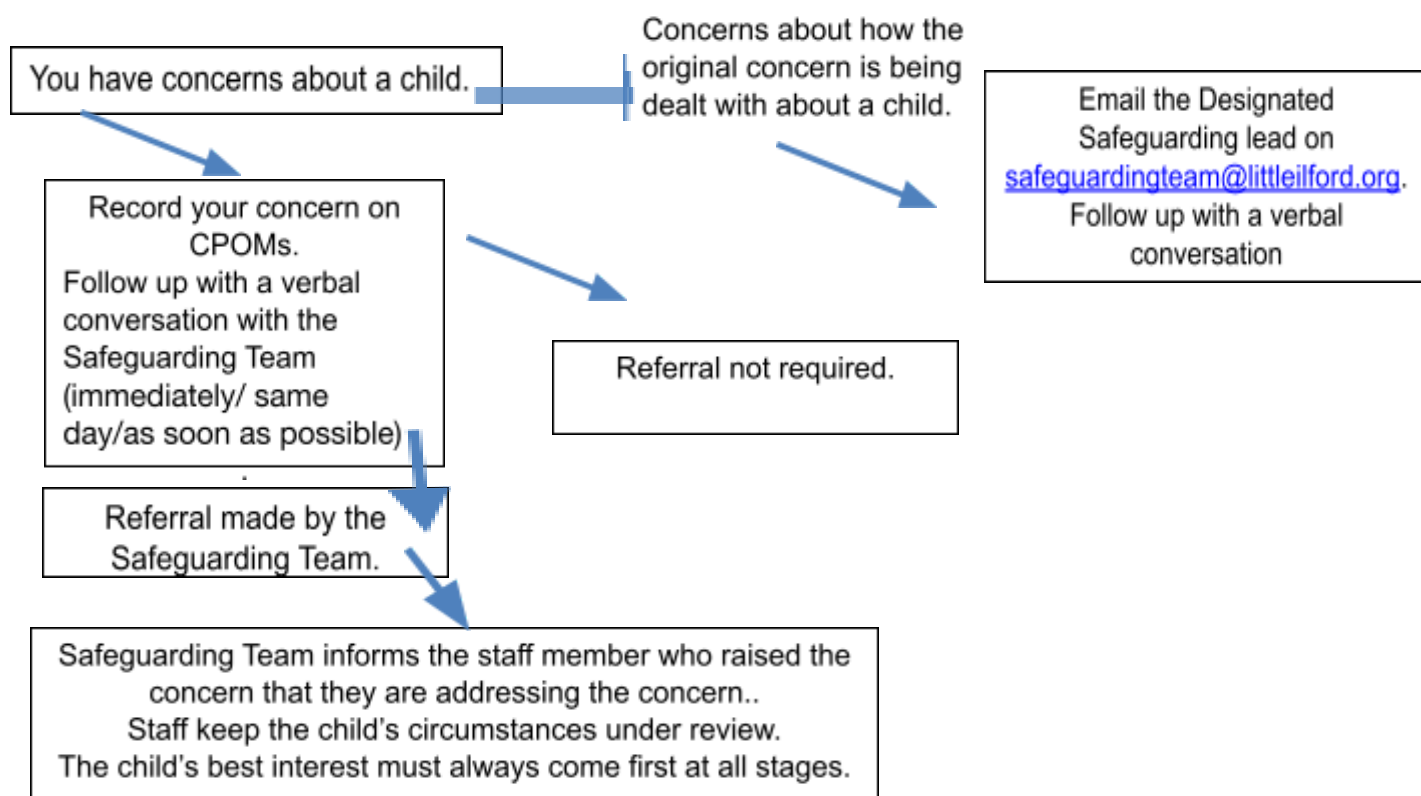 You have concerns about a child.
Concerns about how the
original concern is being
dealt with about a child.
Email the Designated
Safeguarding lead on
safeguardingteam@littleilford.org.
Follow up with a verbal
conversation
Record your concern on
CPOMs.
Follow up with a verbal
conversation with the
Safeguarding Team
(immediately/ same
day/as soon as possible)
.
Referral not required.
Referral made by the
Safeguarding Team.
Safeguarding Team informs the staff member who raised the
concern that they are addressing the concern..
Staff keep the child’s circumstances under review.
The child’s best interest must always come first at all stages.